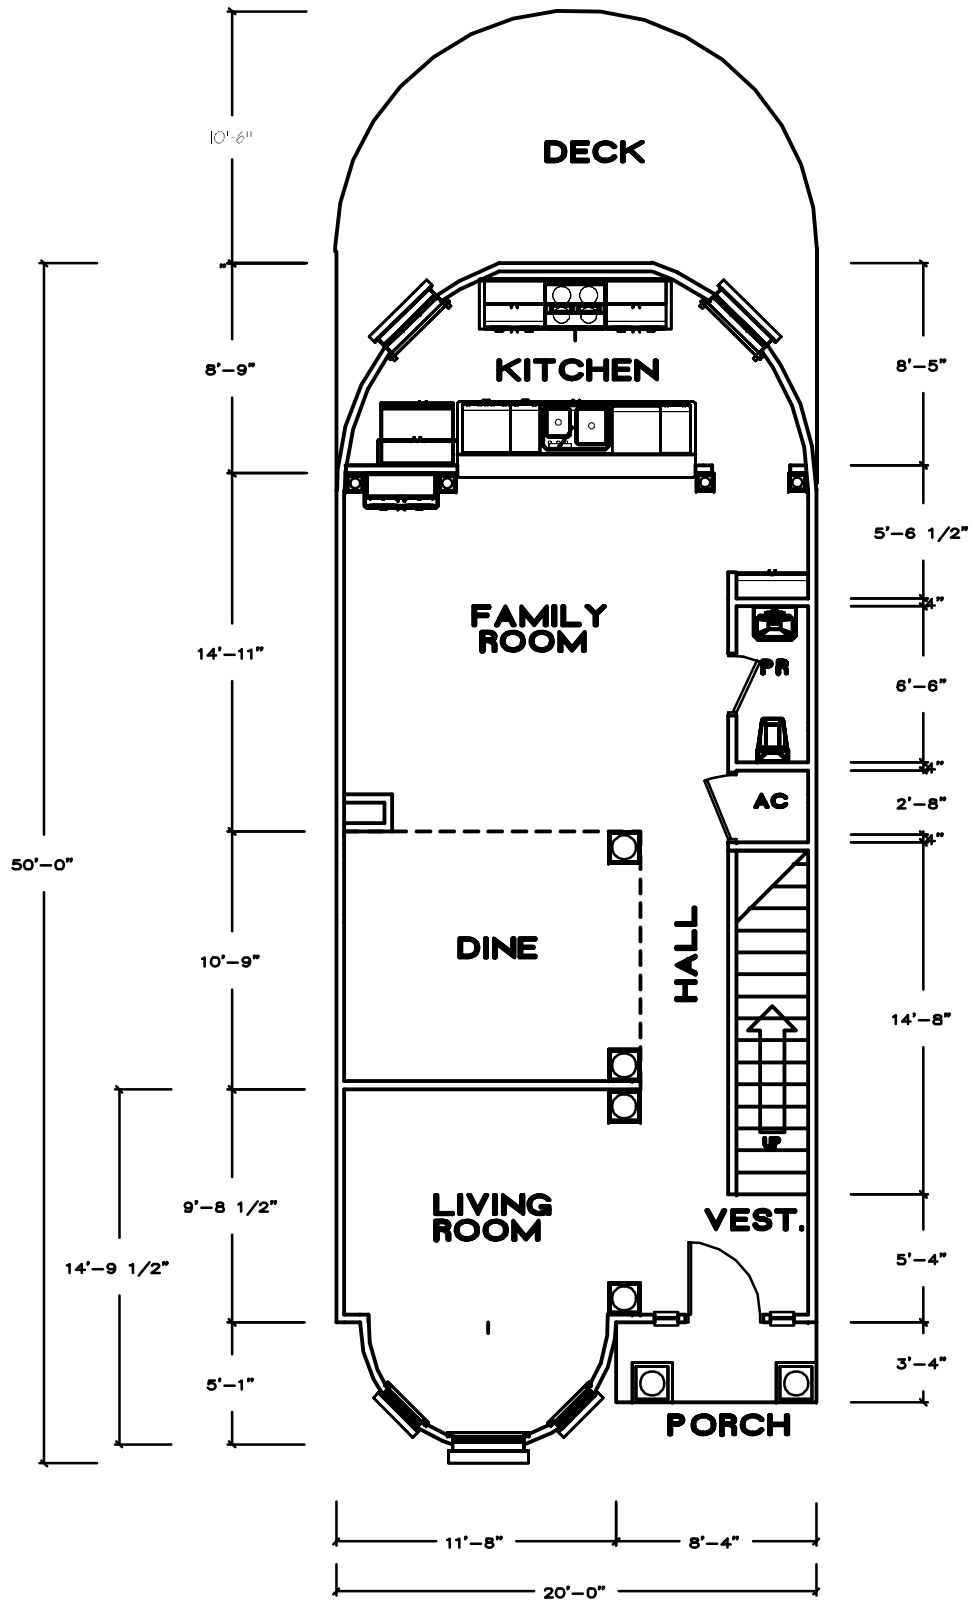 10'-6"
DECK
"
8'-9"
KITCHEN
8'-5"
5'-6 1/2"
4"
FAMILY
ROOM
14'-11"
PR
6'-6"
4"
AC
2'-8"
4"
50'-0"
DINE
HALL
10'-9"
14'-8"
UP
9'-8 1/2"
LIVING
ROOM
VEST.
14'-9 1/2"
5'-4"
5'-1"
3'-4"
PORCH
11'-8"
8'-4"
20'-0"